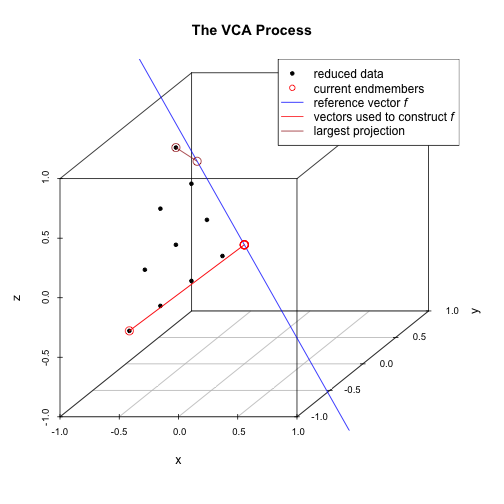 The VCA Process
reduced data
current endmembers
reference vector f
vectors used to construct f
largest projection
1.0
0.5
0.0
-0.5
-1.0
z
-1.0
-0.5
0.0
0.5
1.0
x
-1.0
-0.5
0.0
0.5
1.0
y